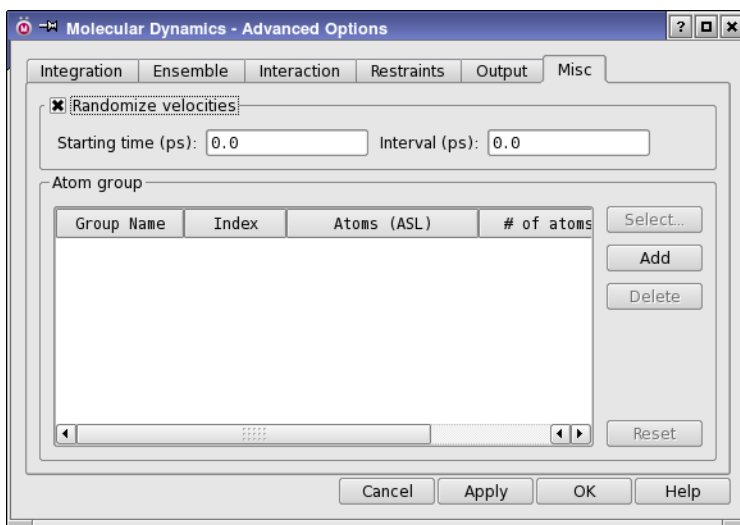 Molecular Dynamics - Advanced Options
Integration Ensemble Interaction Restraints Output Misc
Randomize velocities
Starting time (ps): 0.0 Interval (ps): 0.0
Atom group
Group Name Index Atoms (ASL) # of atoms Select...
Add
Delete
Reset
Cancel Apply OK Help